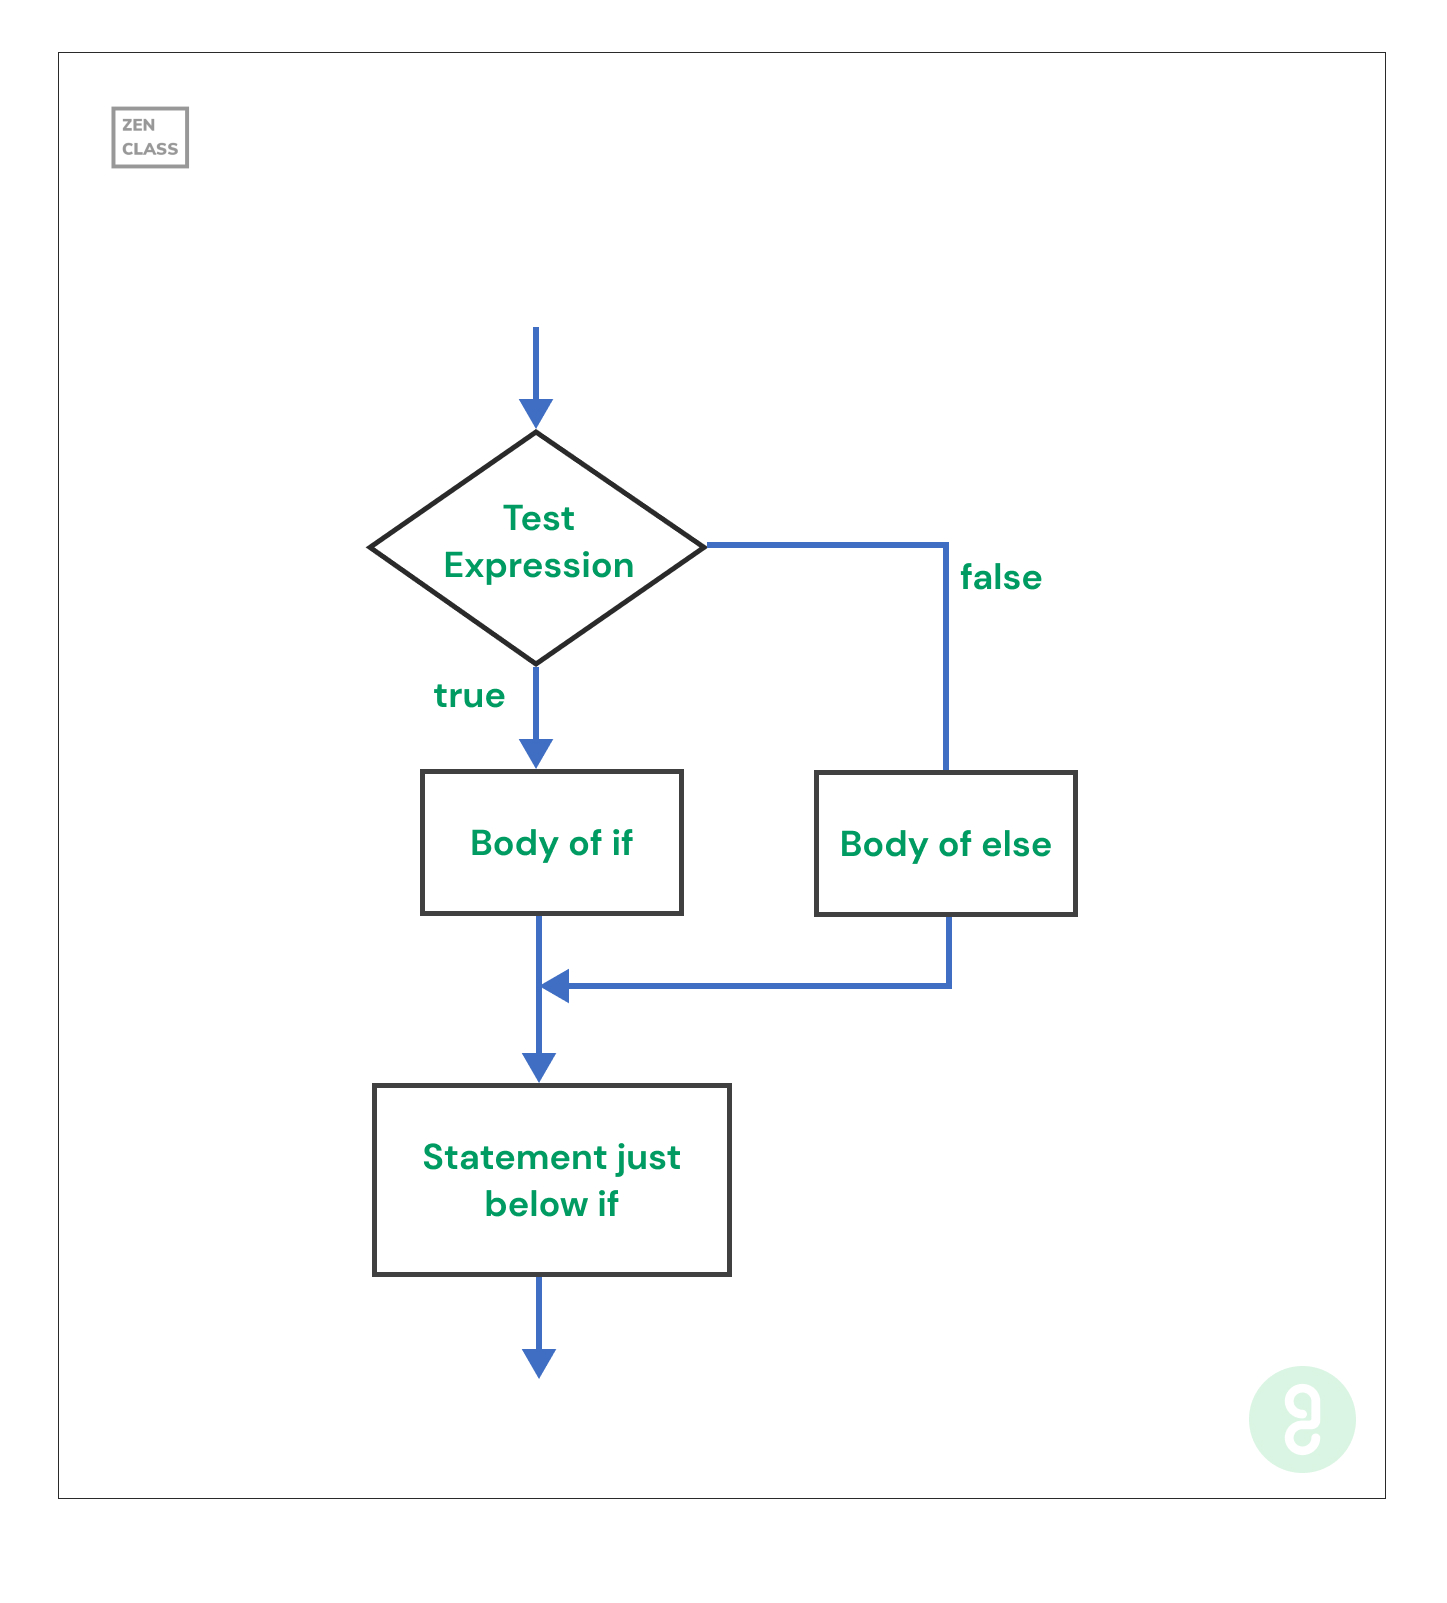 ZEN
CLASS
Test
Expression
false
true
Body of if
Body of else
Statement just
below if